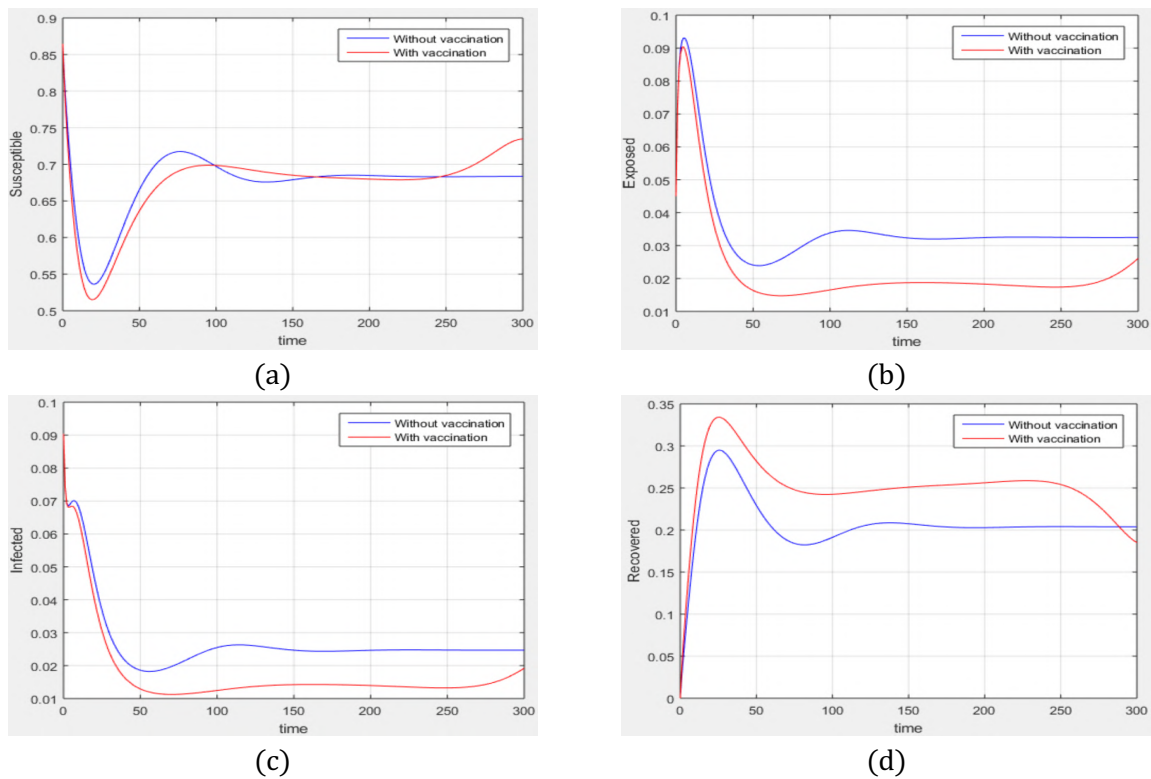 0.9
0.85
0.8
0.75
0.7
0.65
0.6
0.55
0.5
Susceptible
Without vaccination
With vaccination
0 50 100 150 200 250 300
time
(a)
0.1
0.09
0.08
0.07
0.06
0.05
0.04
0.03
0.02
0.01
Exposed
Without vaccination
With vaccination
0 50 100 150 200 250 300
time
(b)
0.1
0.09
0.08
0.07
0.06
0.05
0.04
0.03
0.02
0.01
Infected
Without vaccination
With vaccination
0 50 100 150 200 250 300
time
(c)
0.35
0.3
0.25
0.2
0.15
0.1
0.05
0
Recovered
Without vaccination
With vaccination
0 50 100 150 200 250 300
time
(d)